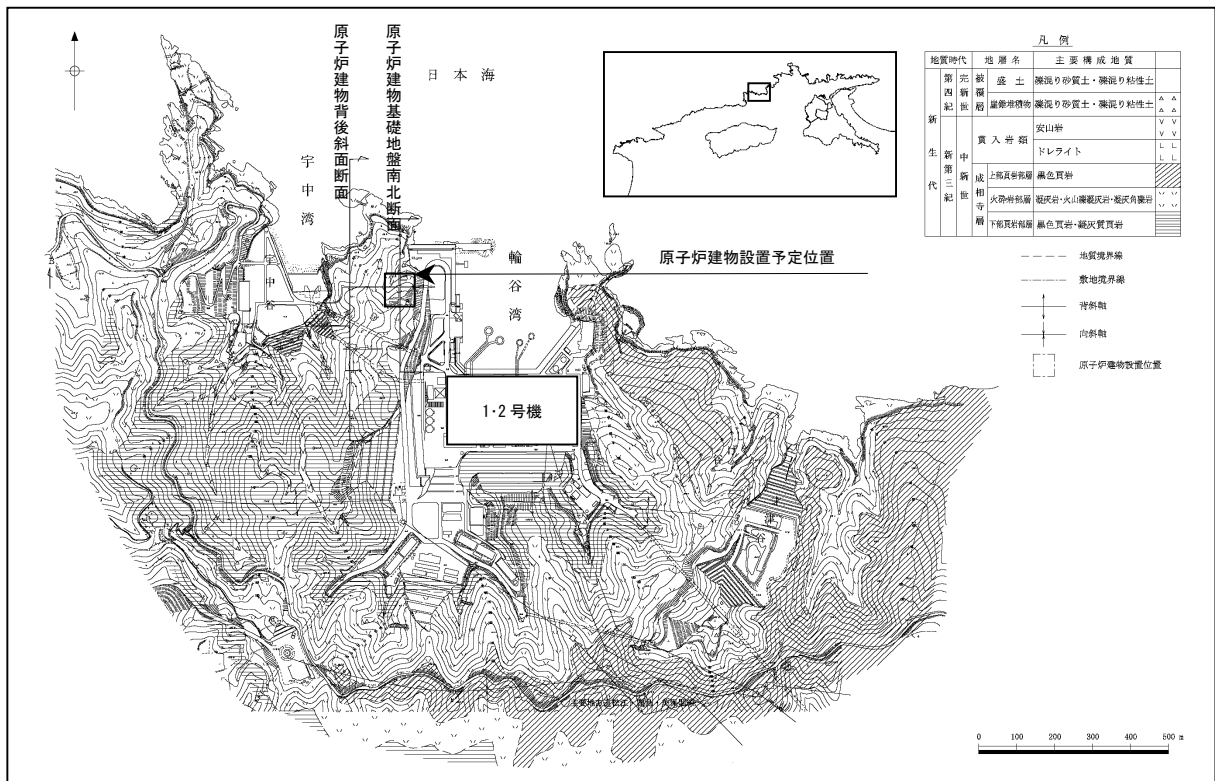 原子炉建物背後斜面断面
原子炉建物基礎地盤南北断面
日本海
宇中湾
輪谷湾
宇中谷
原子炉建物設置予定位置
1・2号機
凡例
地質時代 地層名 主要構成地質
新生代
第四紀 完新世 被覆層
盛土 礫混り砂質土・礫混り粘性土
崖錐堆積物 礫混り砂質土・礫混り粘性土
新第三紀 中新世
貫入岩類 安山岩
ドレライト
成相寺層
上部頁岩部層 黒色頁岩
火砕岩部層 凝灰岩・火山礫凝灰岩・凝灰角礫岩
下部頁岩部層 黒色頁岩・凝灰質頁岩
地質境界線
敷地境界線
背斜軸
向斜軸
原子炉建物設置位置
0 100 200 300 400 500 m